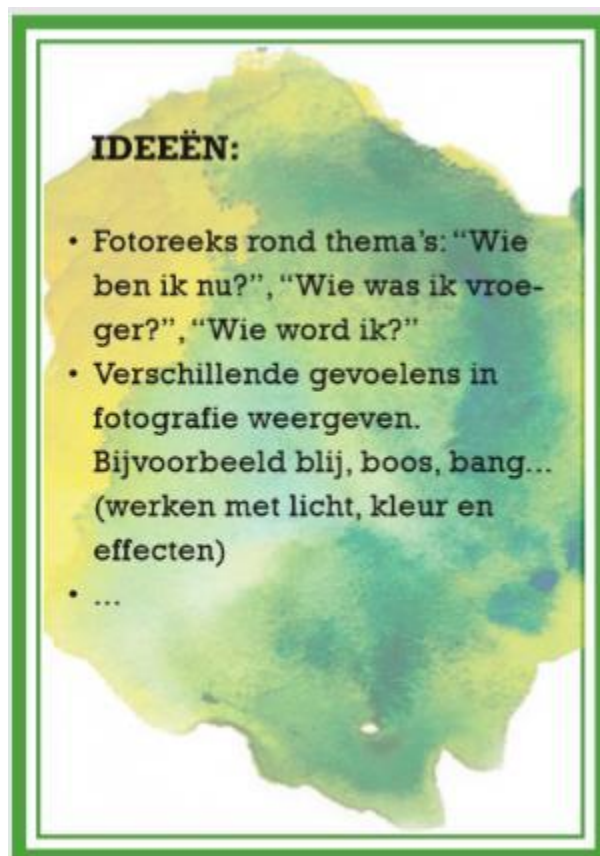 IDEEËN:
• Fotoreeks rond thema's: “Wie
ben ik nu?”, “Wie was ik vroe-
ger?”, “Wie word ik?”
• Verschillende gevoelens in
fotografie weergeven.
Bijvoorbeeld blij, boos, bang...
(werken met licht, kleur en
effecten)
• ...